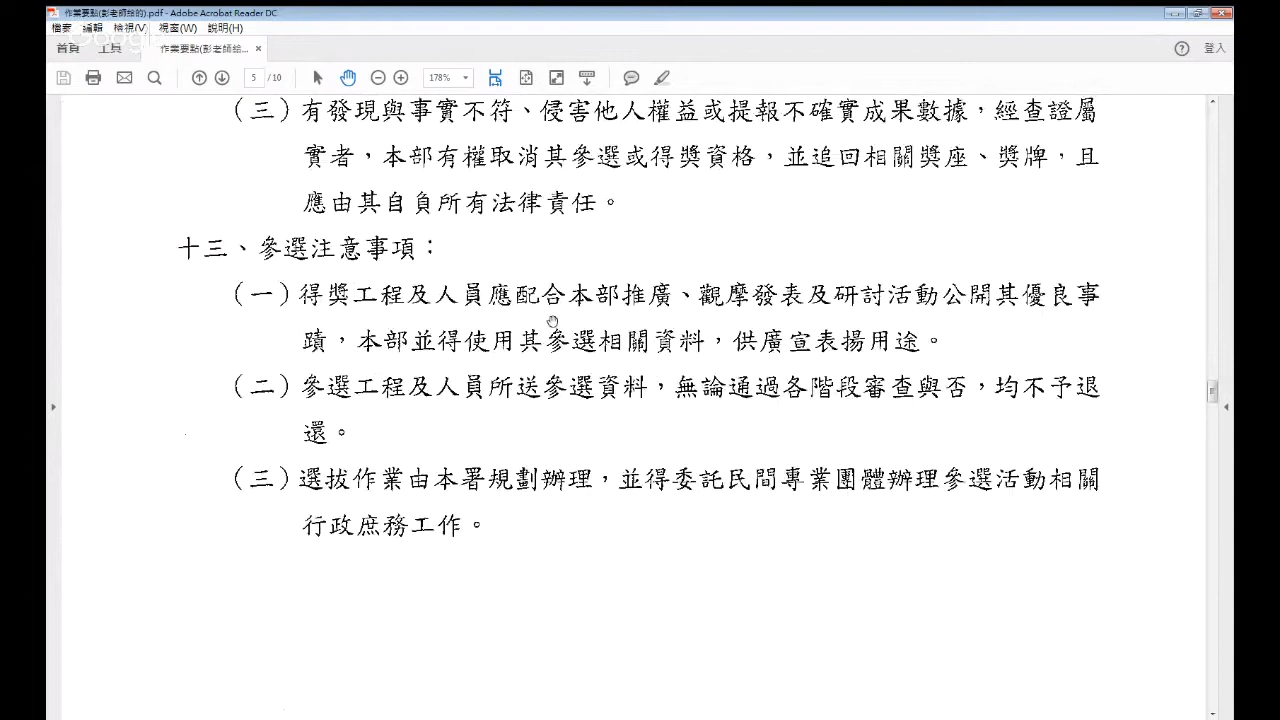 作業要點(彭老師給的).pdf - Adobe Acrobat Reader DC
檔案 編輯 檢視(V) 視窗(W) 說明(H)
首頁 工具 作業要點(彭老師給... × 登入
5 / 10 178%
(三)有發現與事實不符、侵害他人權益或提報不確實成果數據，經查證屬
實者，本部有權取消其參選或得獎資格，並追回相關獎座、獎牌，且
應由其自負所有法律責任。
十三、參選注意事項：
(一)得獎工程及人員應配合本部推廣、觀摩發表及研討活動公開其優良事
蹟，本部並得使用其參選相關資料，供廣宣表揚用途。
(二)參選工程及人員所送參選資料，無論通過各階段審查與否，均不予退
還。
(三)選拔作業由本署規劃辦理，並得委託民間專業團體辦理參選活動相關
行政庶務工作。